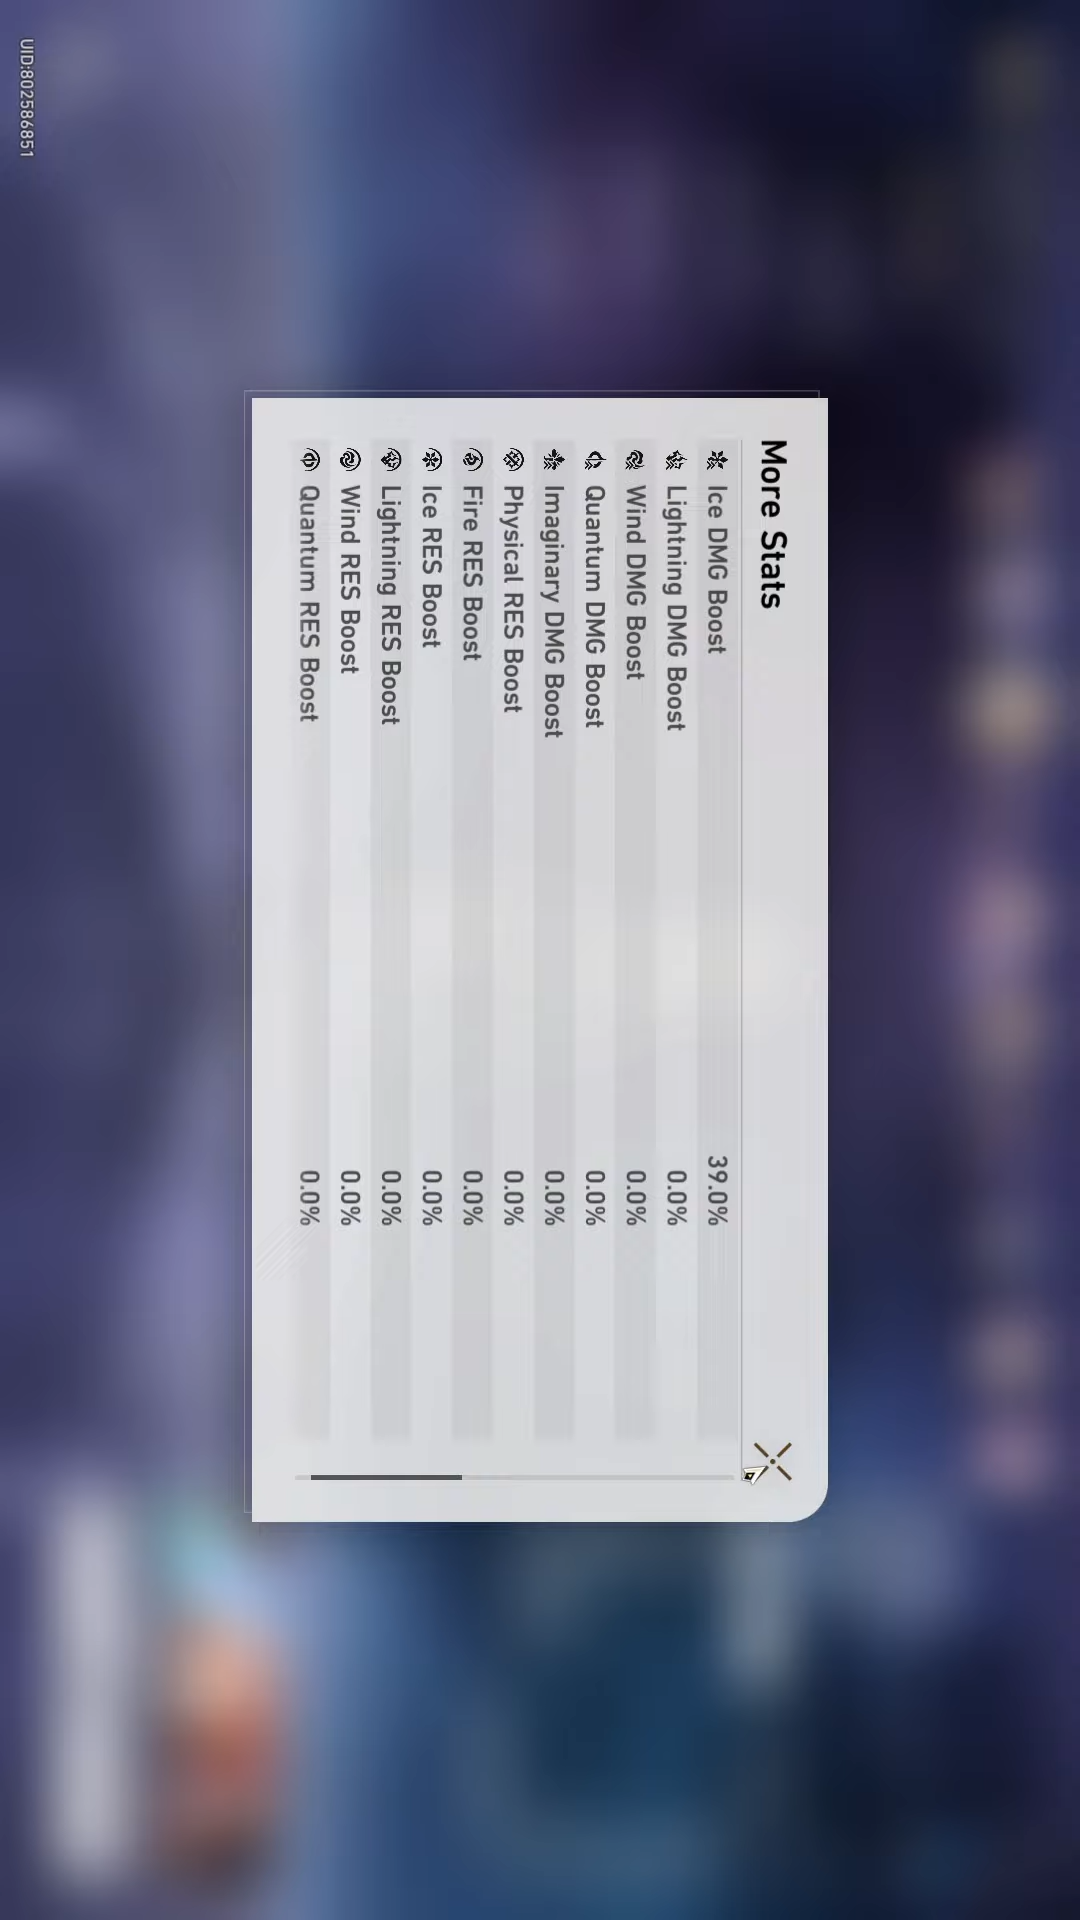 More Stats
Ice DMG Boost 39.0%
Lightning DMG Boost 0.0%
Wind DMG Boost 0.0%
Quantum DMG Boost 0.0%
Imaginary DMG Boost 0.0%
Physical RES Boost 0.0%
Fire RES Boost 0.0%
Ice RES Boost 0.0%
Lightning RES Boost 0.0%
Wind RES Boost 0.0%
Quantum RES Boost 0.0%
UID:802586851